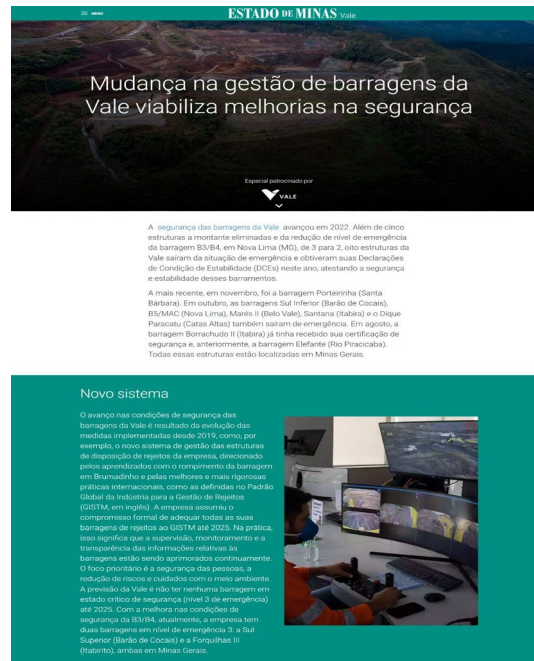 MENU
ESTADO DE MINAS Vale
Mudança na gestão de barragens da
Vale viabiliza melhorias na segurança
Especial patrocinado por
VALE
A segurança das barragens da Vale avançou em 2022. Além de cinco
estruturas a montante eliminadas e da redução de nível de emergência
da barragem B3/B4, em Nova Lima (MG), de 3 para 2, oito estruturas da
Vale saíram da situação de emergência e obtiveram suas Declarações
de Condição de Estabilidade (DCEs) neste ano, atestando a segurança
e estabilidade desses barramentos.
A mais recente, em novembro, foi a barragem Porteirinha (Santa
Bárbara). Em outubro, as barragens Sul Inferior (Barão de Cocais),
B5/MAC (Nova Lima), Marés II (Belo Vale), Santana (Itabira) e o Dique
Paracatu (Catas Altas) também saíram de emergência. Em agosto, a
barragem Borrachudo II (Itabira) já tinha recebido sua certificação de
segurança e, anteriormente, a barragem Elefante (Rio Piracicaba).
Todas essas estruturas estão localizadas em Minas Gerais.
Novo sistema
O avanço nas condições de segurança das
barragens da Vale é resultado da evolução das
medidas implementadas desde 2019, como, por
exemplo, o novo sistema de gestão das estruturas
de disposição de rejeitos da empresa, direcionado
pelos aprendizados com o rompimento da barragem
em Brumadinho e pelas melhores e mais rigorosas
práticas internacionais, como as definidas no Padrão
Global da Indústria para a Gestão de Rejeitos
(GISTM, em inglês). A empresa assumiu o
compromisso formal de adequar todas as suas
barragens de rejeitos ao GISTM até 2025. Na prática,
isso significa que a supervisão, monitoramento e a
transparência das informações relativas às
barragens estão sendo aprimorados continuamente.
O foco prioritário é a segurança das pessoas, a
redução de riscos e cuidados com o meio ambiente.
A previsão da Vale é não ter nenhuma barragem em
estado crítico de segurança (nível 3 de emergência)
até 2025. Com a melhora nas condições de
segurança da B3/B4, atualmente, a empresa tem
duas barragens em nível de emergência 3: a Sul
Superior (Barão de Cocais) e a Forquilhas III
(Itabirito), ambas em Minas Gerais.